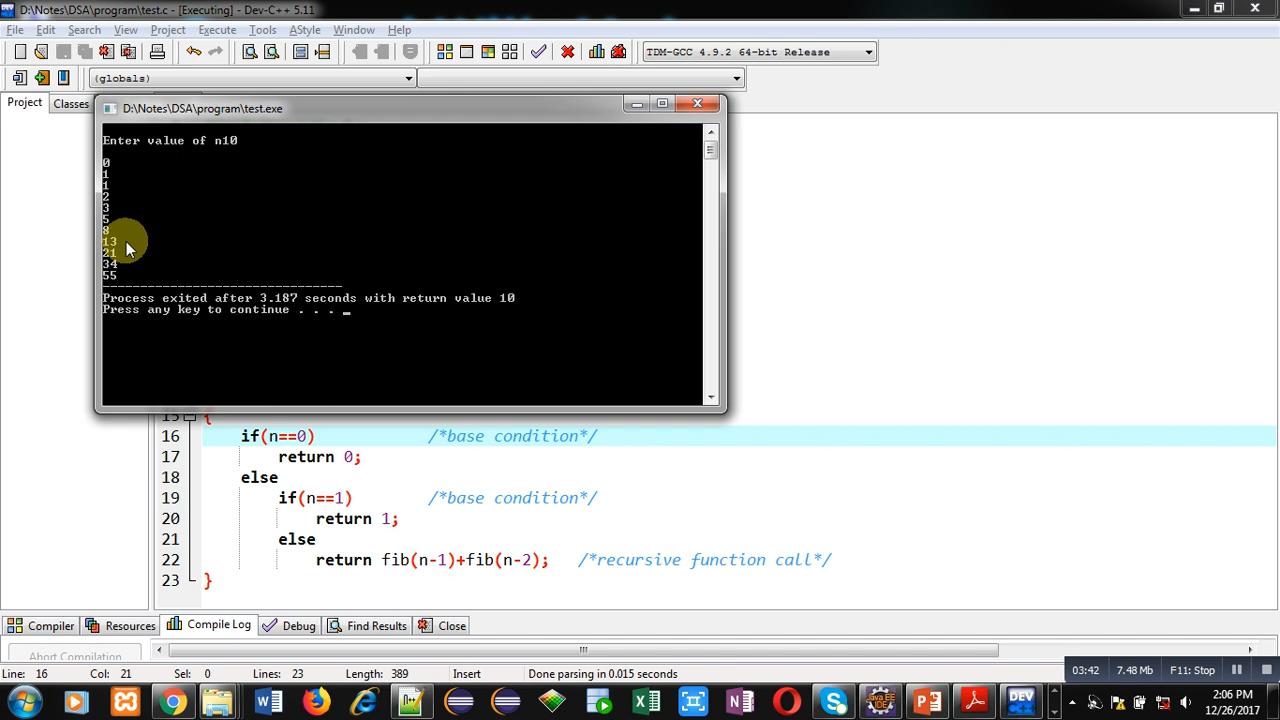 D:\Notes\DSA\program\test.c - [Executing] - Dev-C++ 5.11
File Edit Search View Project Execute Tools AStyle Window Help
TDM-GCC 4.9.2 64-bit Release
(globals)
Project Classes
D:\Notes\DSA\program\test.exe
Enter value of n10
0
1
1
2
3
5
8
13
21
34
55
--------------------------------
Process exited after 3.187 seconds with return value 10
Press any key to continue . . . _
15 {
16 if(n==0) /*base condition*/
17 return 0;
18 else
19 if(n==1) /*base condition*/
20 return 1;
21 else
22 return fib(n-1)+fib(n-2); /*recursive function call*/
23 }
Compiler Resources Compile Log Debug Find Results Close
Abort Compilation
Line: 16 Col: 21 Sel: 0 Lines: 23 Length: 389 Insert Done parsing in 0.015 seconds
03:42 7.48 Mb F11: Stop
DEV
2:06 PM
12/26/2017